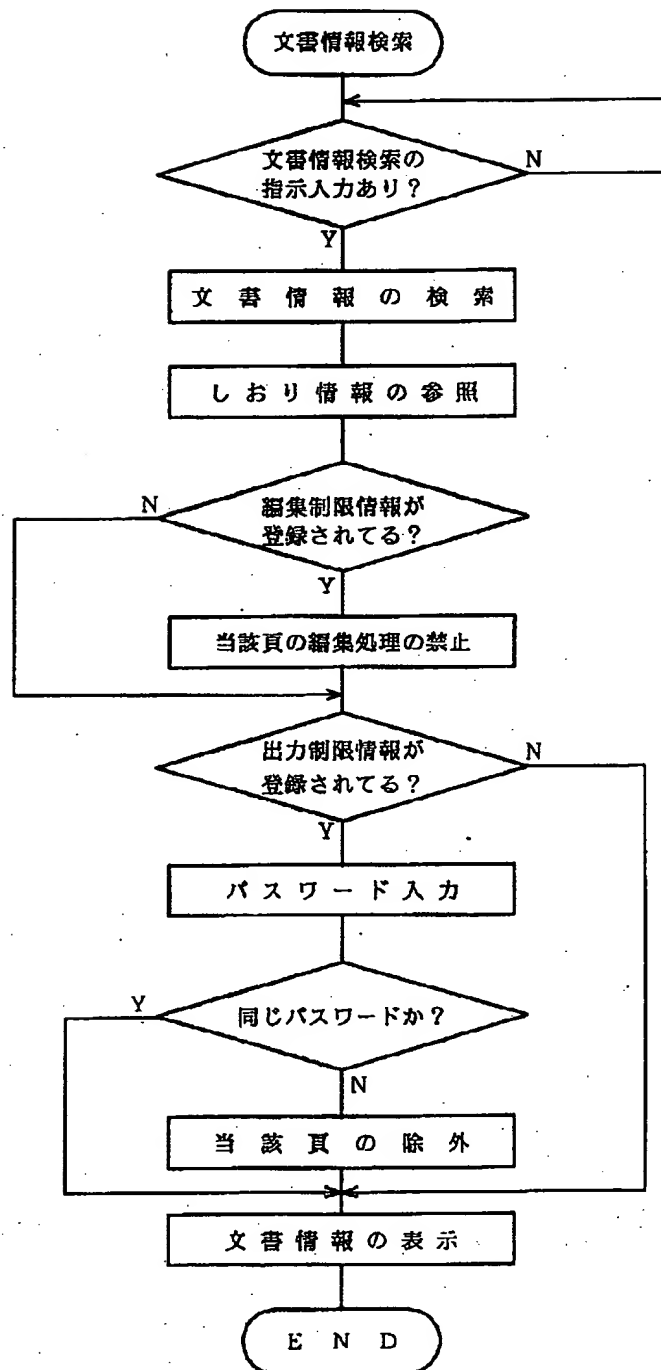 文書情報検索
文書情報検索の
指示入力あり？
N
Y
文書情報の検索
しおり情報の参照
N
編集制限情報が
登録されてる？
Y
当該頁の編集処理の禁止
出力制限情報が
登録されてる？
N
Y
パスワード入力
Y
同じパスワードか？
N
当該頁の除外
文書情報の表示
END